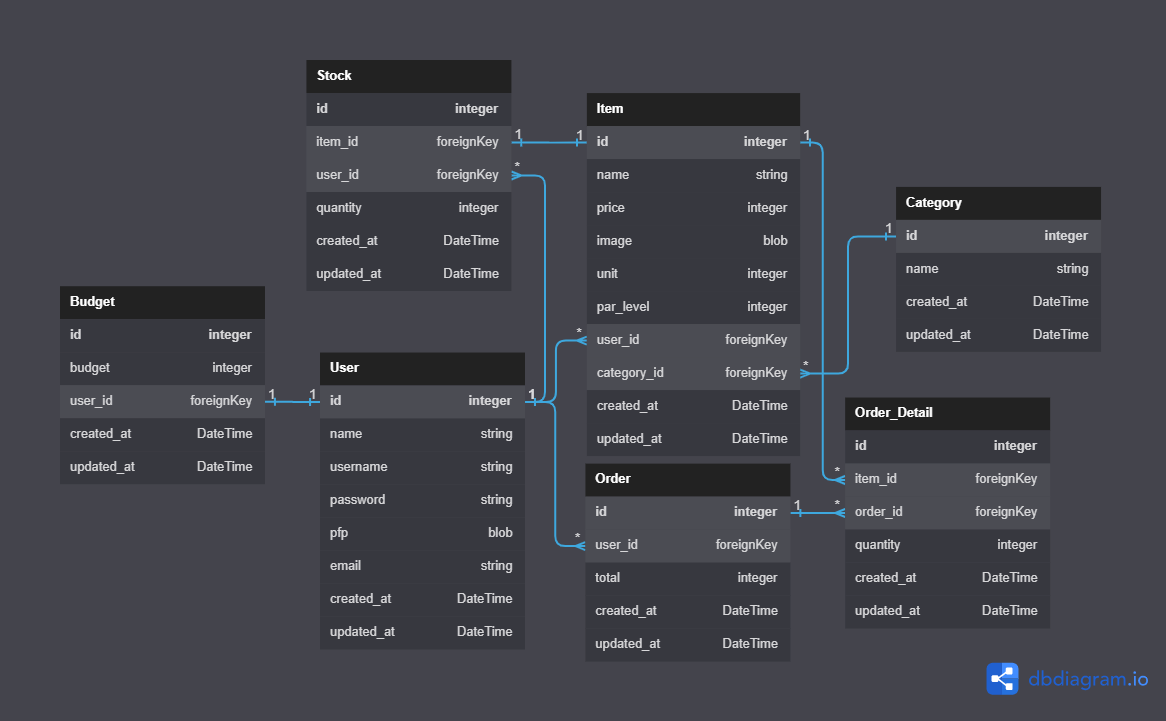 Stock
id integer
item_id foreignKey
user_id foreignKey
quantity integer
created_at DateTime
updated_at DateTime
1
*
1
Item
id integer
name string
price integer
image blob
unit integer
par_level integer
user_id foreignKey
category_id foreignKey
created_at DateTime
updated_at DateTime
1
*
*
Category
id integer
name string
created_at DateTime
updated_at DateTime
1
Budget
id integer
budget integer
user_id foreignKey
created_at DateTime
updated_at DateTime
1
1
User
id integer
name string
username string
password string
pfp blob
email string
created_at DateTime
updated_at DateTime
1
Order
id integer
user_id foreignKey
total integer
created_at DateTime
updated_at DateTime
1
*
Order_Detail
id integer
item_id foreignKey
order_id foreignKey
quantity integer
created_at DateTime
updated_at DateTime
*
*
dbdiagram.io